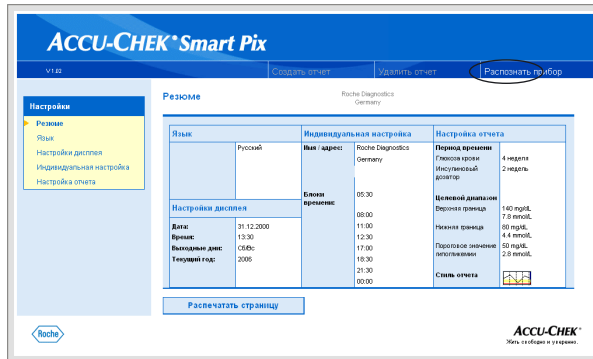 ACCU-CHEK® Smart Pix
V 1.02
Создать отчет
Удалить отчет
Распознать прибор
Настройки
Резюме
Язык
Настройки дисплея
Индивидуальная настройка
Настройка отчета
Резюме
Roche Diagnostics
Germany
Язык
Русский
Настройки дисплея
Дата: 31.12.2000
Время: 13:30
Выходные дни: Сб/Вс
Текущий год: 2006
Индивидуальная настройка
Имя / адрес: Roche Diagnostics
Germany
Блоки времени: 05:30
08:00
11:00
12:30
17:00
18:30
21:30
00:00
Настройка отчета
Период времени
Глюкоза крови 4 недели
Инсулиновый дозатор 2 недель
Целевой диапазон
Верхняя граница 140 mg/dL
7.8 mmol/L
Нижняя граница 80 mg/dL
4.4 mmol/L
Пороговое значение гипогликемии 50 mg/dL
2.8 mmol/L
Стиль отчета
Распечатать страницу
Roche
ACCU-CHEK®
Жить свободно и уверенно.